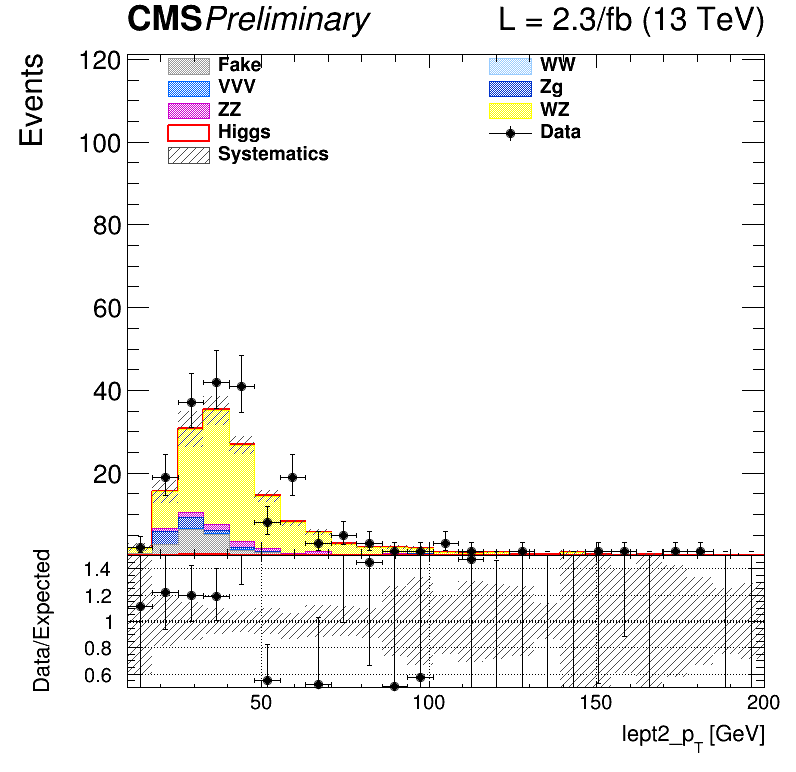 CMS Preliminary L = 2.3/fb (13 TeV)
Events
120
100
80
60
40
20
Fake
VVV
ZZ
Higgs
Systematics
WW
Zg
WZ
Data
Data/Expected
1.4
1.2
1
0.8
0.6
50 100 150 200
lept2_p_T [GeV]